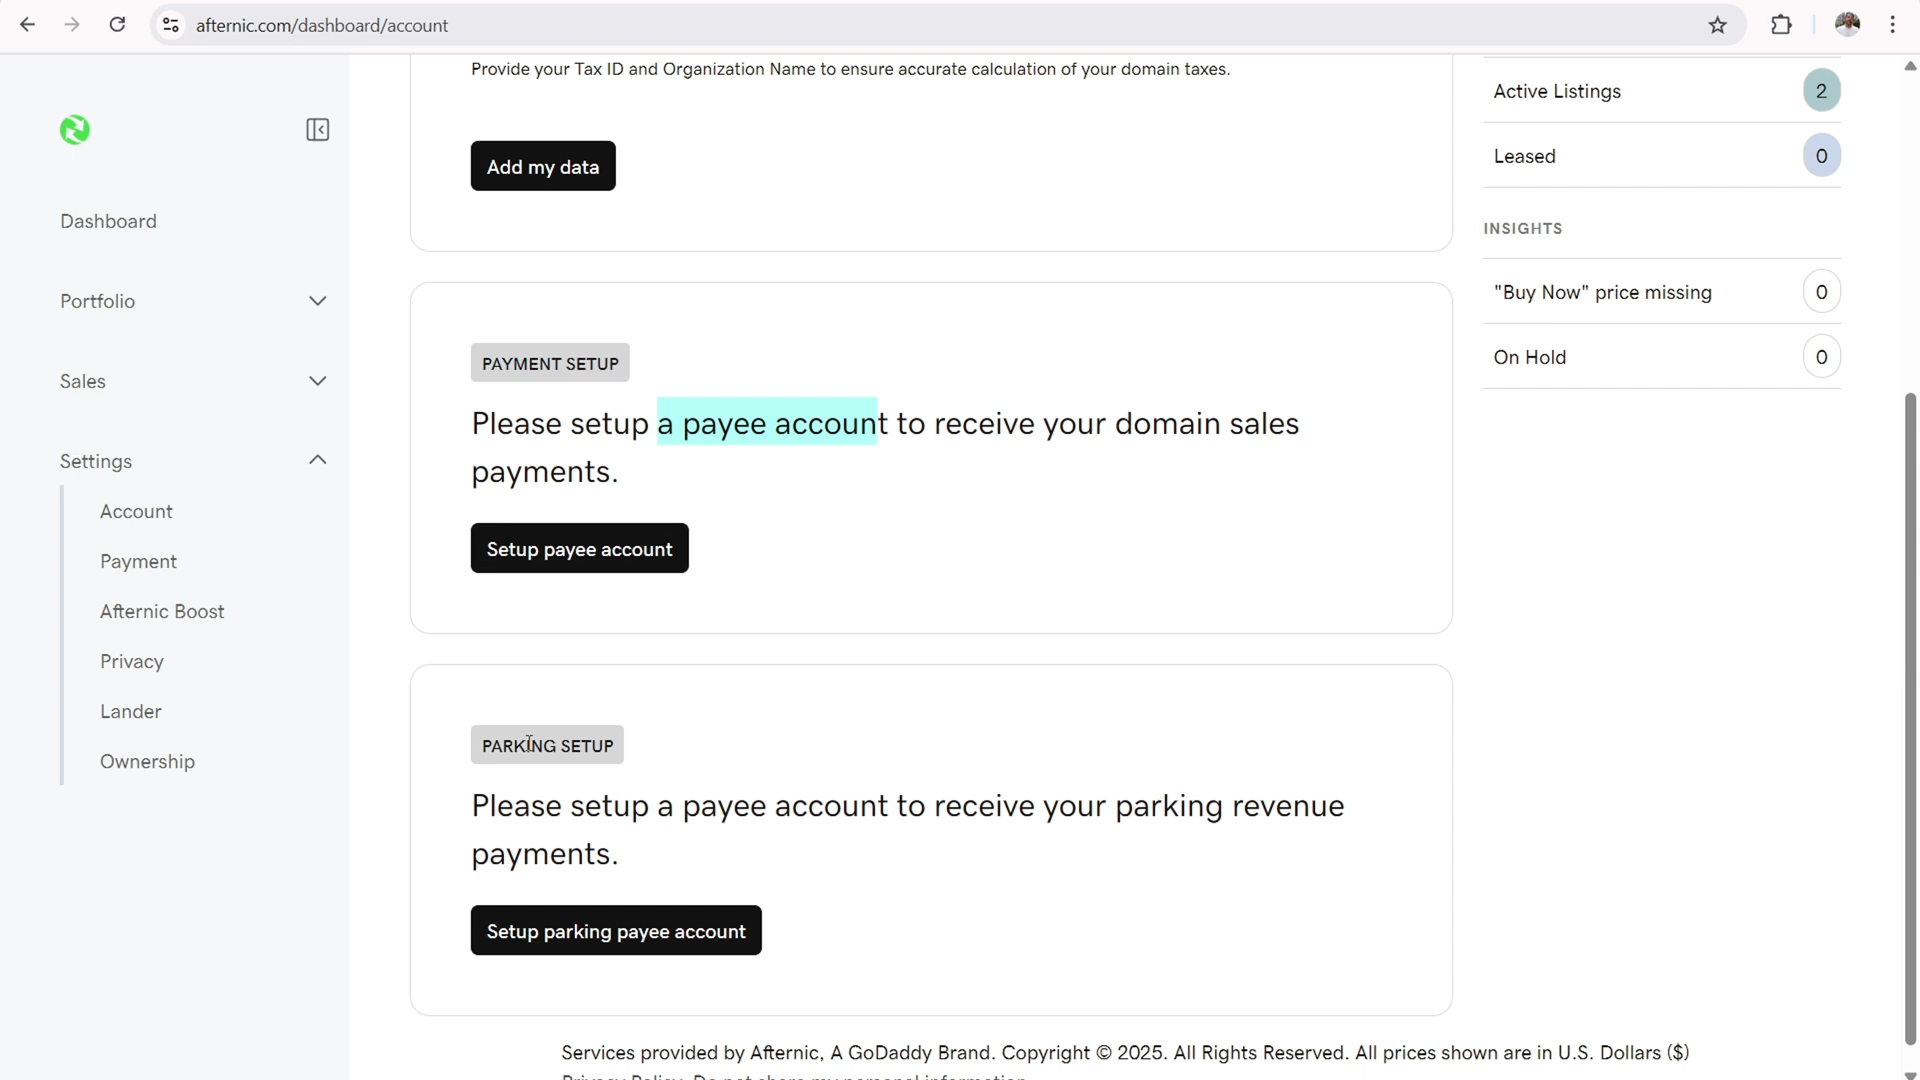 afternic.com/dashboard/account
Provide your Tax ID and Organization Name to ensure accurate calculation of your domain taxes.
Add my data
Dashboard
Portfolio
Sales
Settings
Account
Payment
Afternic Boost
Privacy
Lander
Ownership
PAYMENT SETUP
Please setup a payee account to receive your domain sales
payments.
Setup payee account
PARKING SETUP
Please setup a payee account to receive your parking revenue
payments.
Setup parking payee account
Active Listings 2
Leased 0
INSIGHTS
"Buy Now" price missing 0
On Hold 0
Services provided by Afternic, A GoDaddy Brand. Copyright © 2025. All Rights Reserved. All prices shown are in U.S. Dollars ($)
Privacy Policy. Do not share my personal information